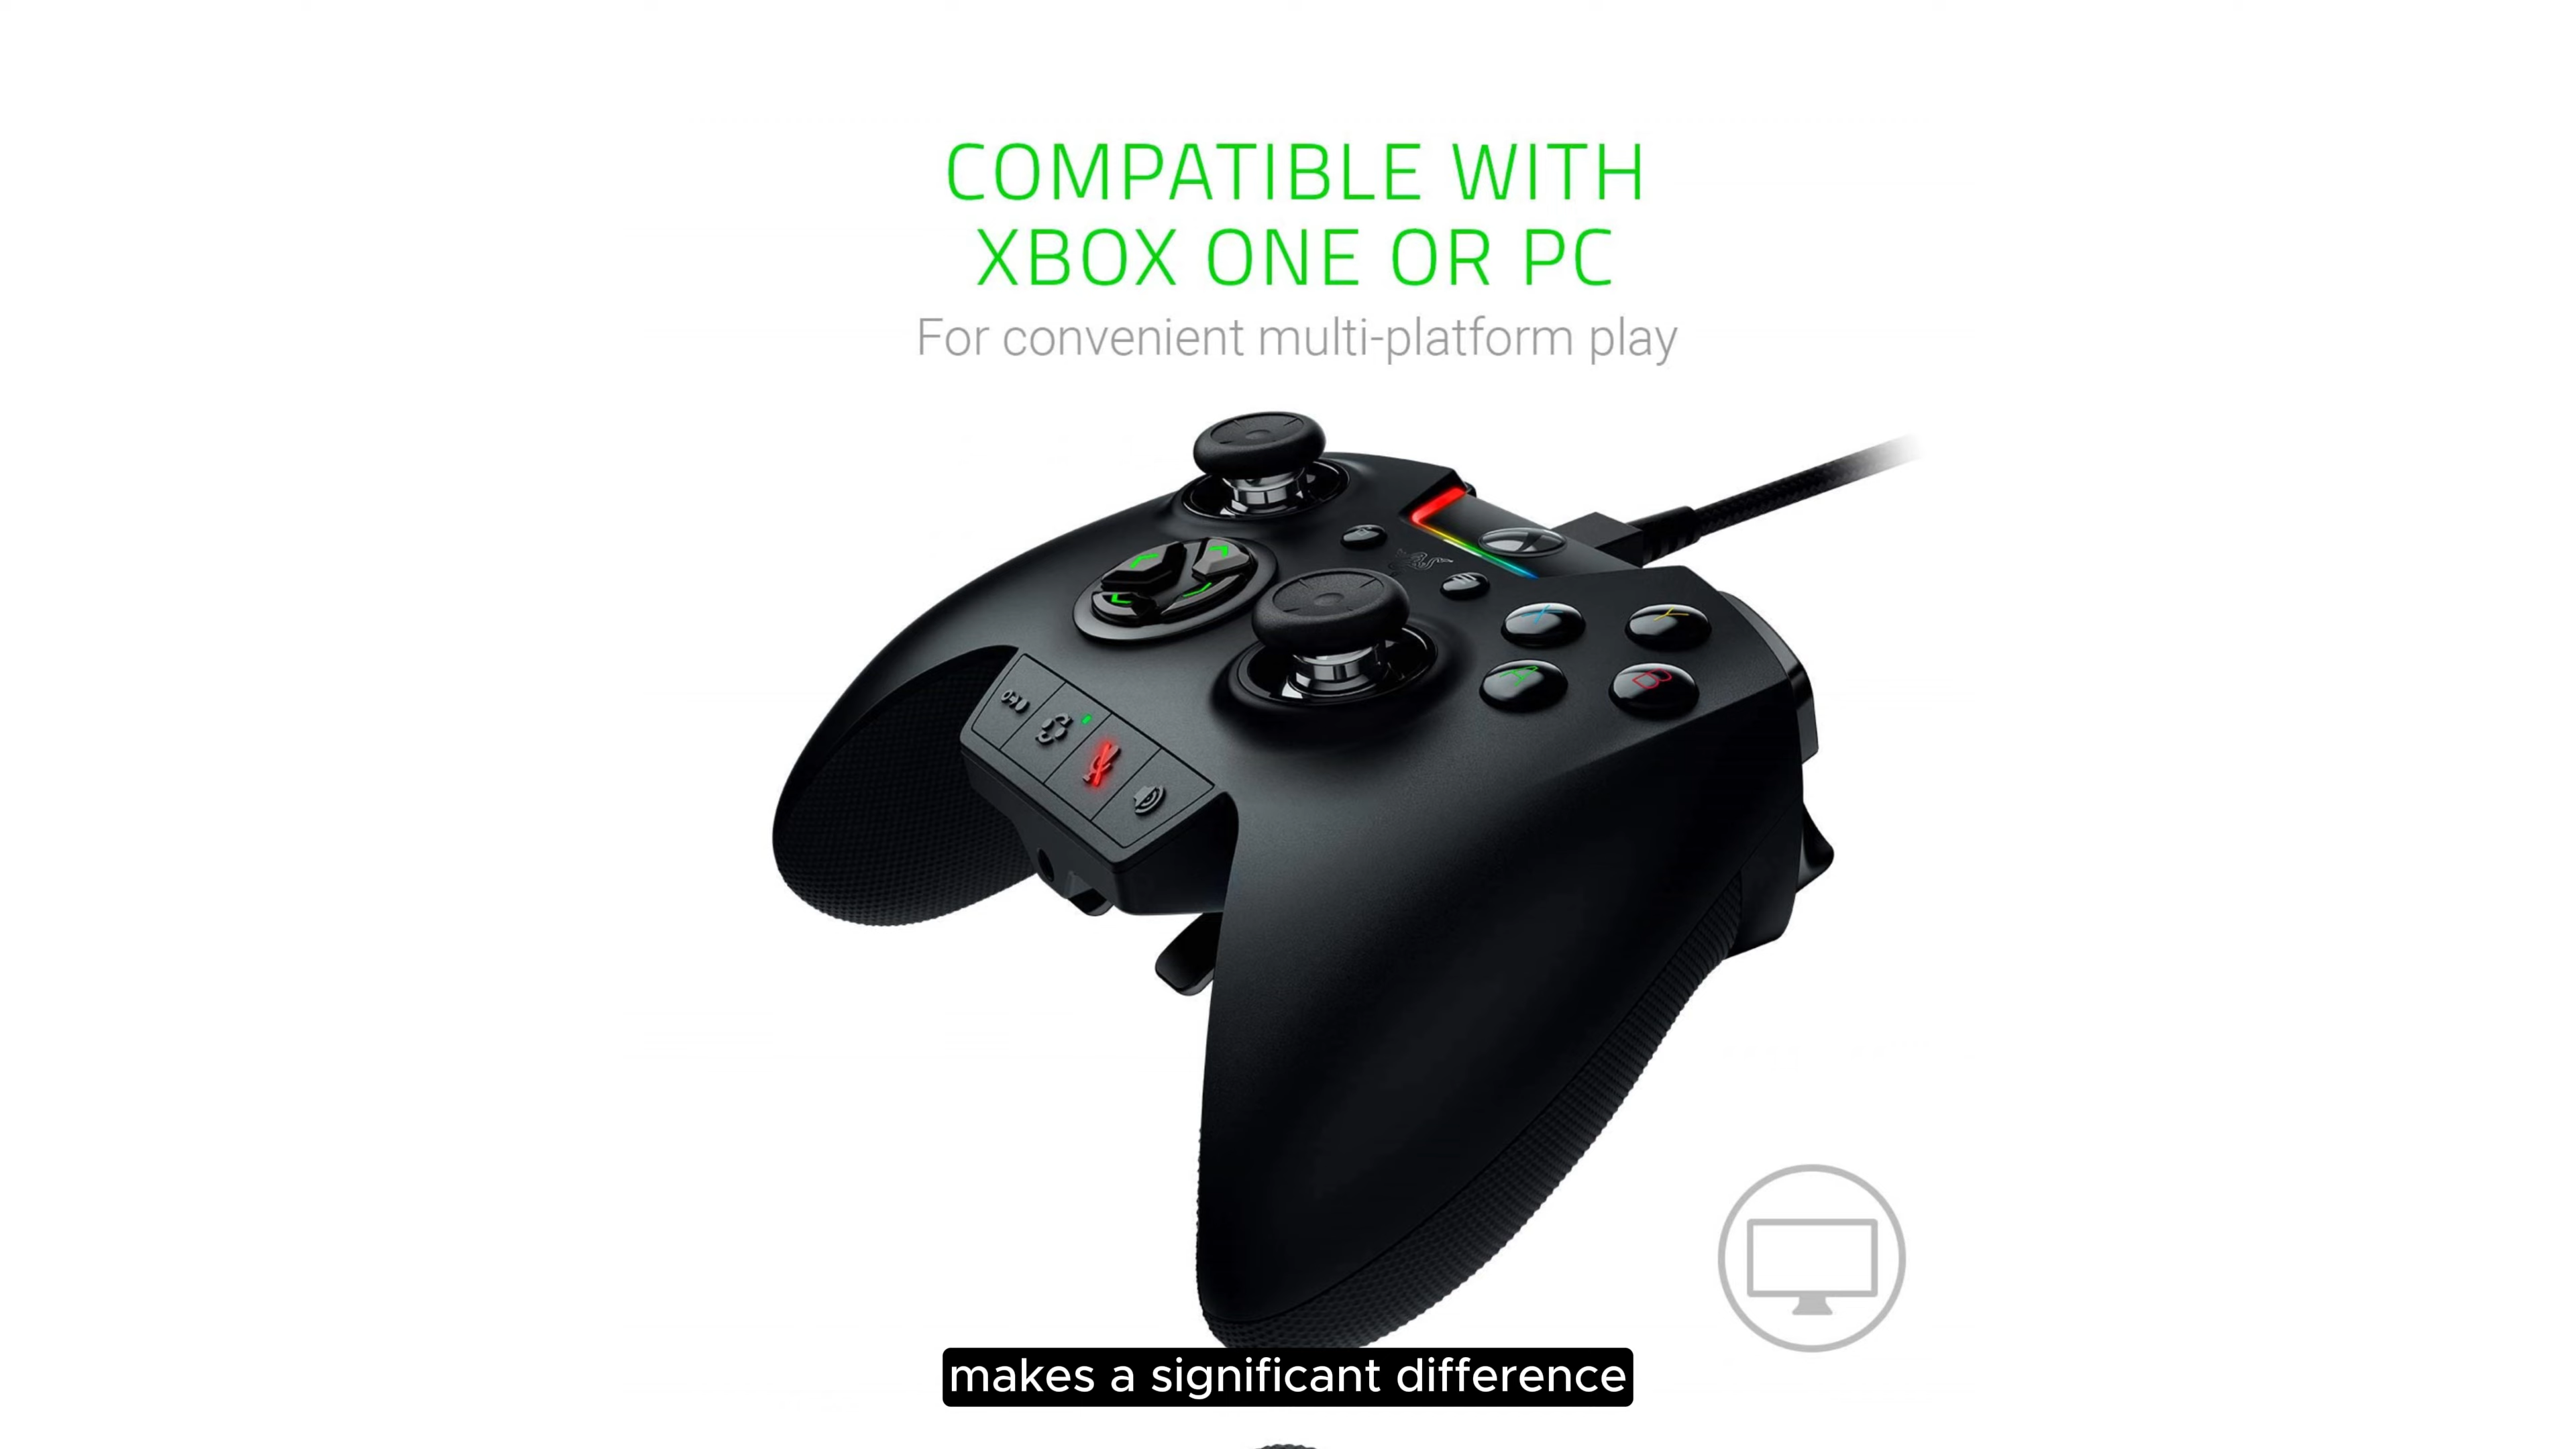 COMPATIBLE WITH
XBOX ONE OR PC
For convenient multi-platform play
X
Y
A
B
makes a significant difference